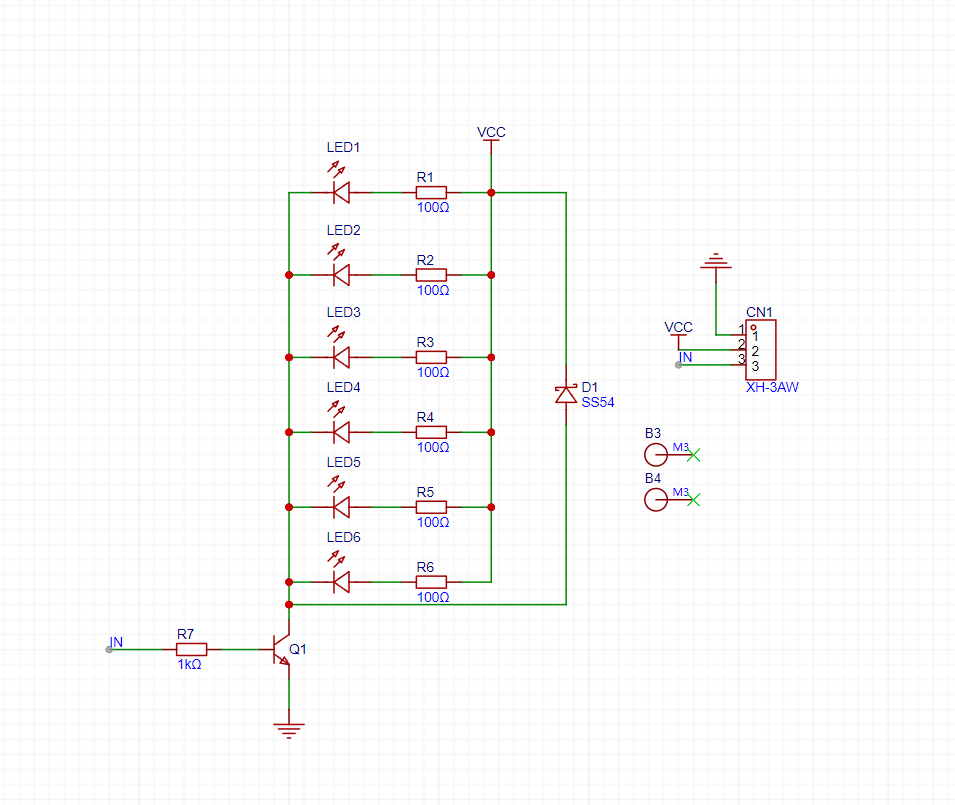 VCC
LED1
R1
100Ω
LED2
R2
100Ω
LED3
R3
100Ω
LED4
R4
100Ω
LED5
R5
100Ω
LED6
R6
100Ω
D1
SS54
IN
R7
1kΩ
Q1
CN1
VCC
IN
1 1
2 2
3 3
XH-3AW
B3
M3
B4
M3